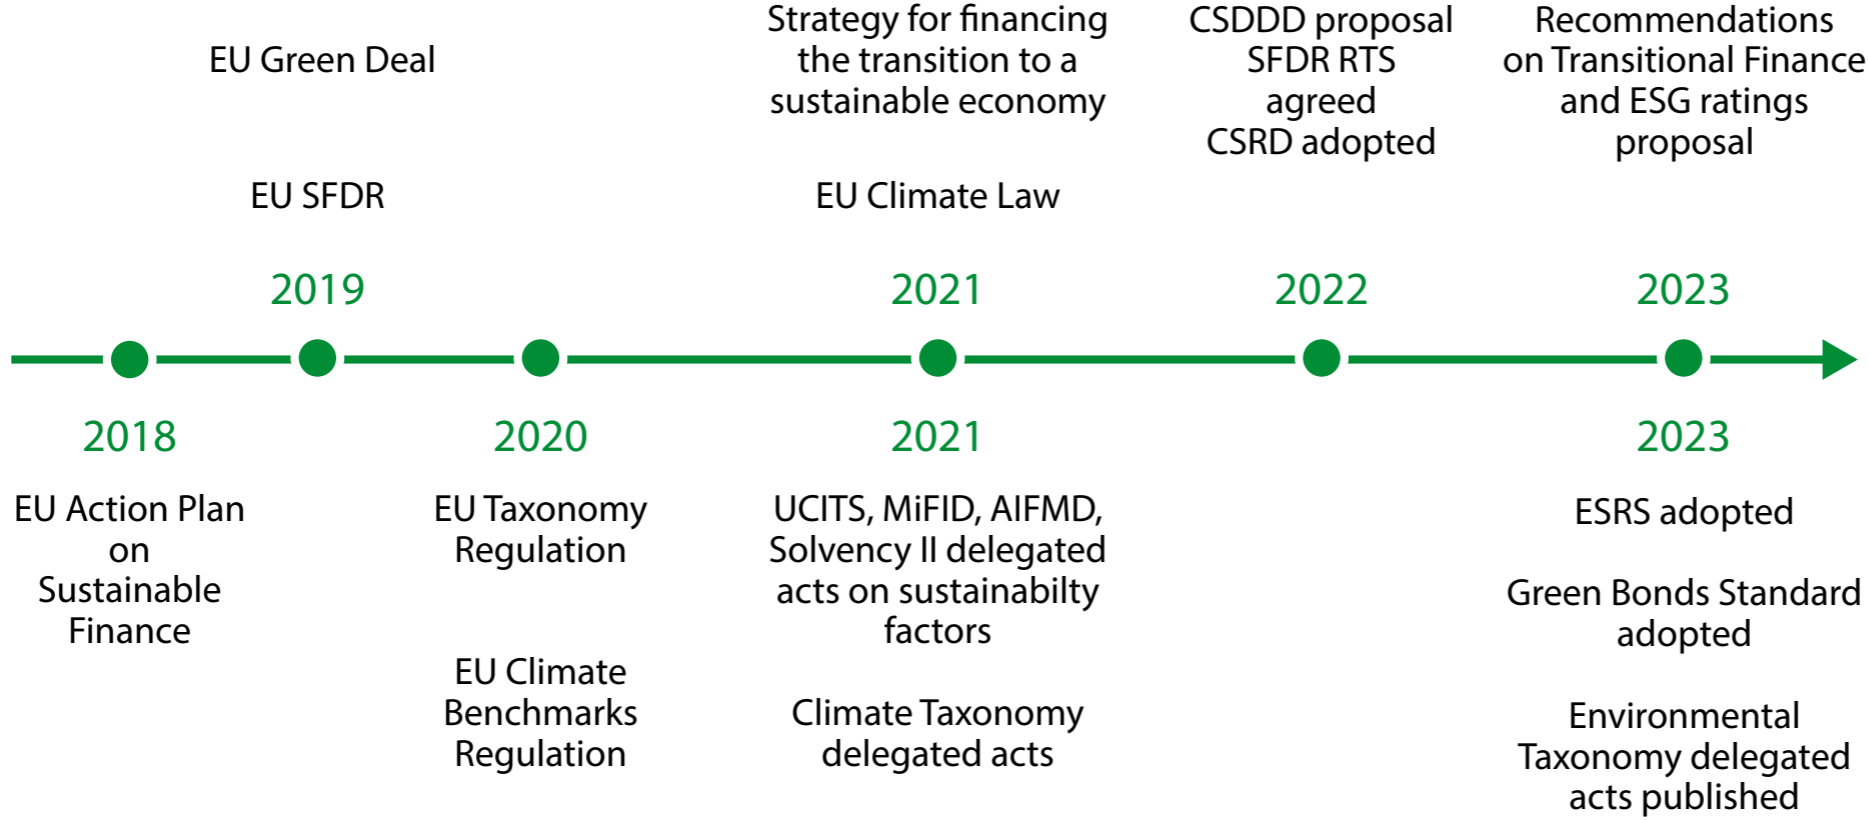 EU Green Deal
EU SFDR
2019
Strategy for financing
the transition to a
sustainable economy
EU Climate Law
2021
CSDDD proposal
SFDR RTS
agreed
CSRD adopted
2022
Recommendations
on Transitional Finance
and ESG ratings
proposal
2023
2018
EU Action Plan
on
Sustainable
Finance
2020
EU Taxonomy
Regulation
EU Climate
Benchmarks
Regulation
2021
UCITS, MiFID, AIFMD,
Solvency II delegated
acts on sustainabilty
factors
Climate Taxonomy
delegated acts
2023
ESRS adopted
Green Bonds Standard
adopted
Environmental
Taxonomy delegated
acts published